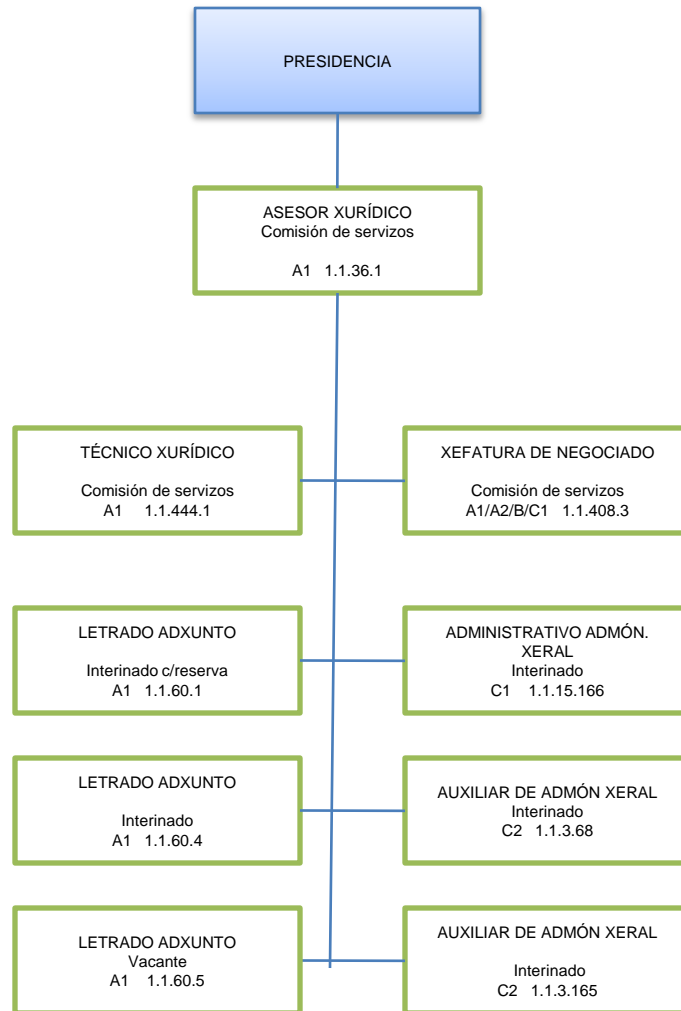 PRESIDENCIA
ASESOR XURÍDICO
Comisión de servizos
A1 1.1.36.1
TÉCNICO XURÍDICO
Comisión de servizos
A1 1.1.444.1
XEFATURA DE NEGOCIADO
Comisión de servizos
A1/A2/B/C1 1.1.408.3
LETRADO ADXUNTO
Interinado c/reserva
A1 1.1.60.1
ADMINISTRATIVO ADMÓN.
XERAL
Interinado
C1 1.1.15.166
LETRADO ADXUNTO
Interinado
A1 1.1.60.4
AUXILIAR DE ADMÓN XERAL
Interinado
C2 1.1.3.68
LETRADO ADXUNTO
Vacante
A1 1.1.60.5
AUXILIAR DE ADMÓN XERAL
Interinado
C2 1.1.3.165